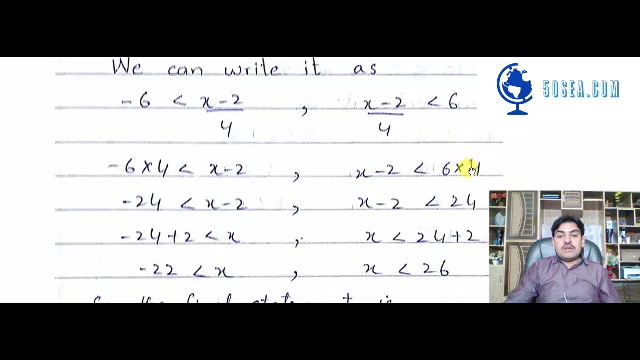 We can write it as
-6 < x-2/4 , x-2/4 < 6
-6×4 < x-2 , x-2 < 6×4
-24 < x-2 , x-2 < 24
-24+2 < x , x < 24+2
-22 < x , x < 26
50SEA.COM